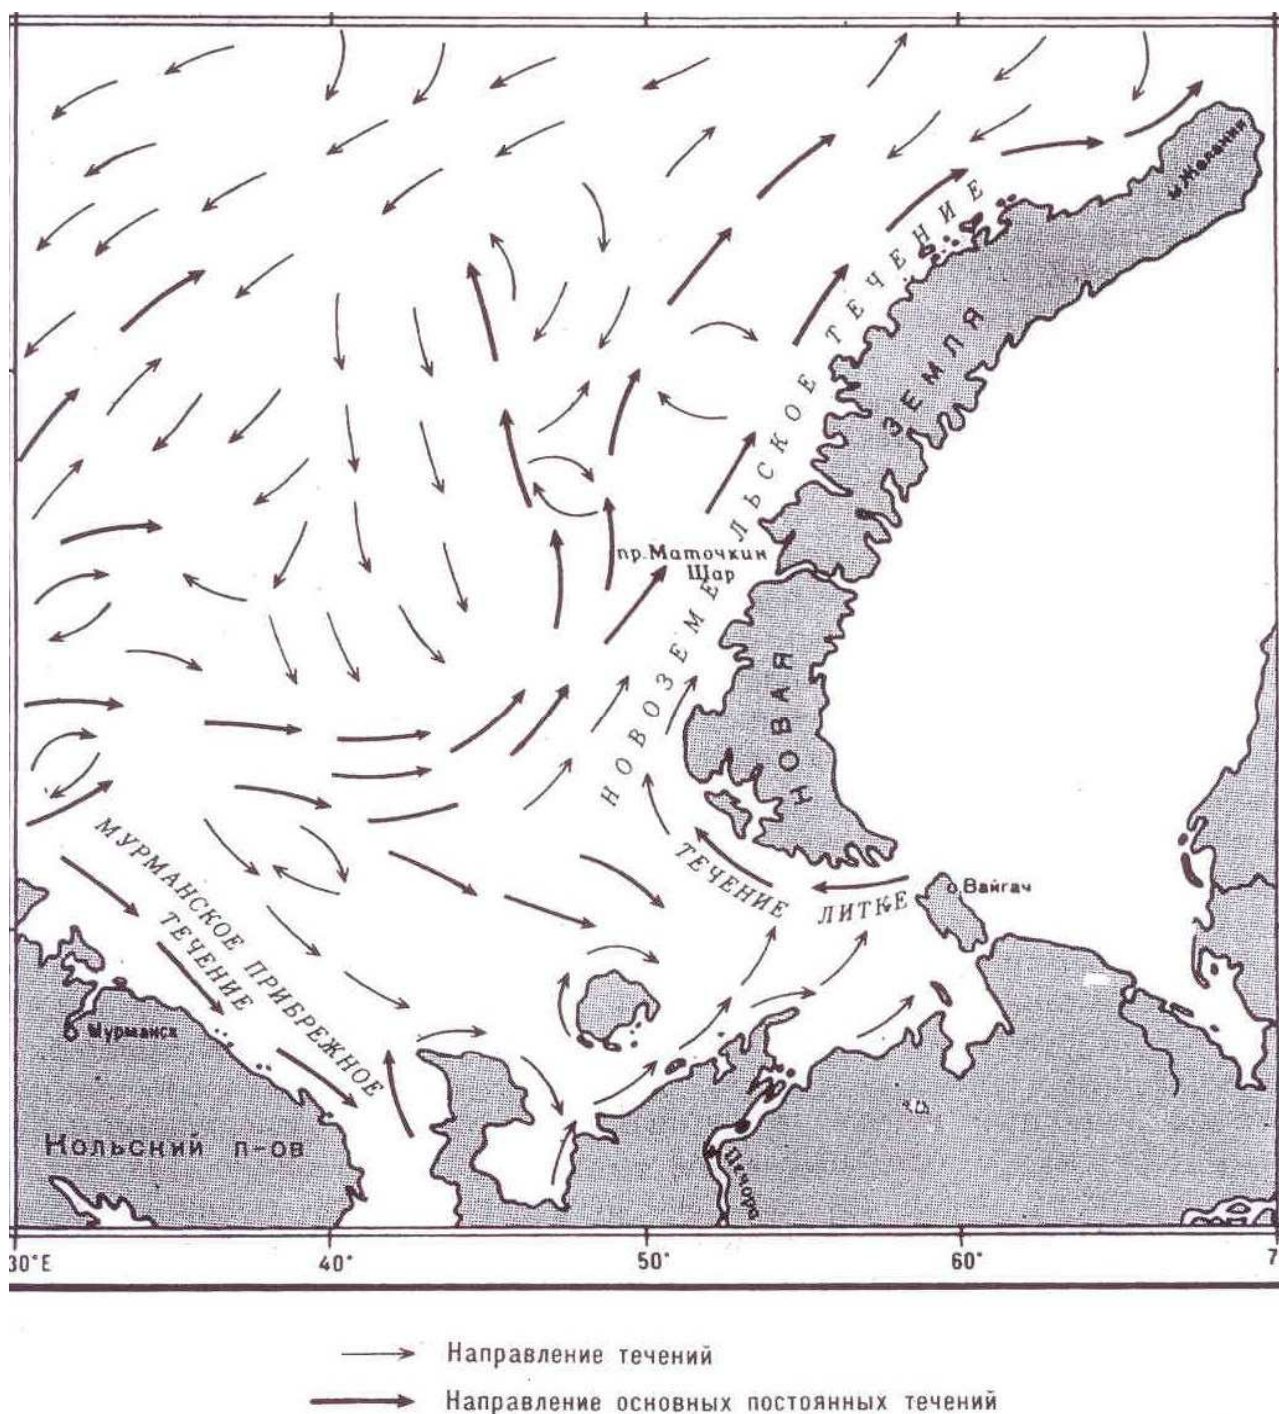 м. Желания
НОВОЗЕМЕЛЬСКОЕ ТЕЧЕНИЕ
НОВАЯ ЗЕМЛЯ
пр. Маточкин
Шар
ТЕЧЕНИЕ ЛИТКЕ
о. Вайгач
МУРМАНСКОЕ ПРИБРЕЖНОЕ
ТЕЧЕНИЕ
Мурманск
Кольский п-ов
Печора
30°E 40° 50° 60° 7
Направление течений
Направление основных постоянных течений